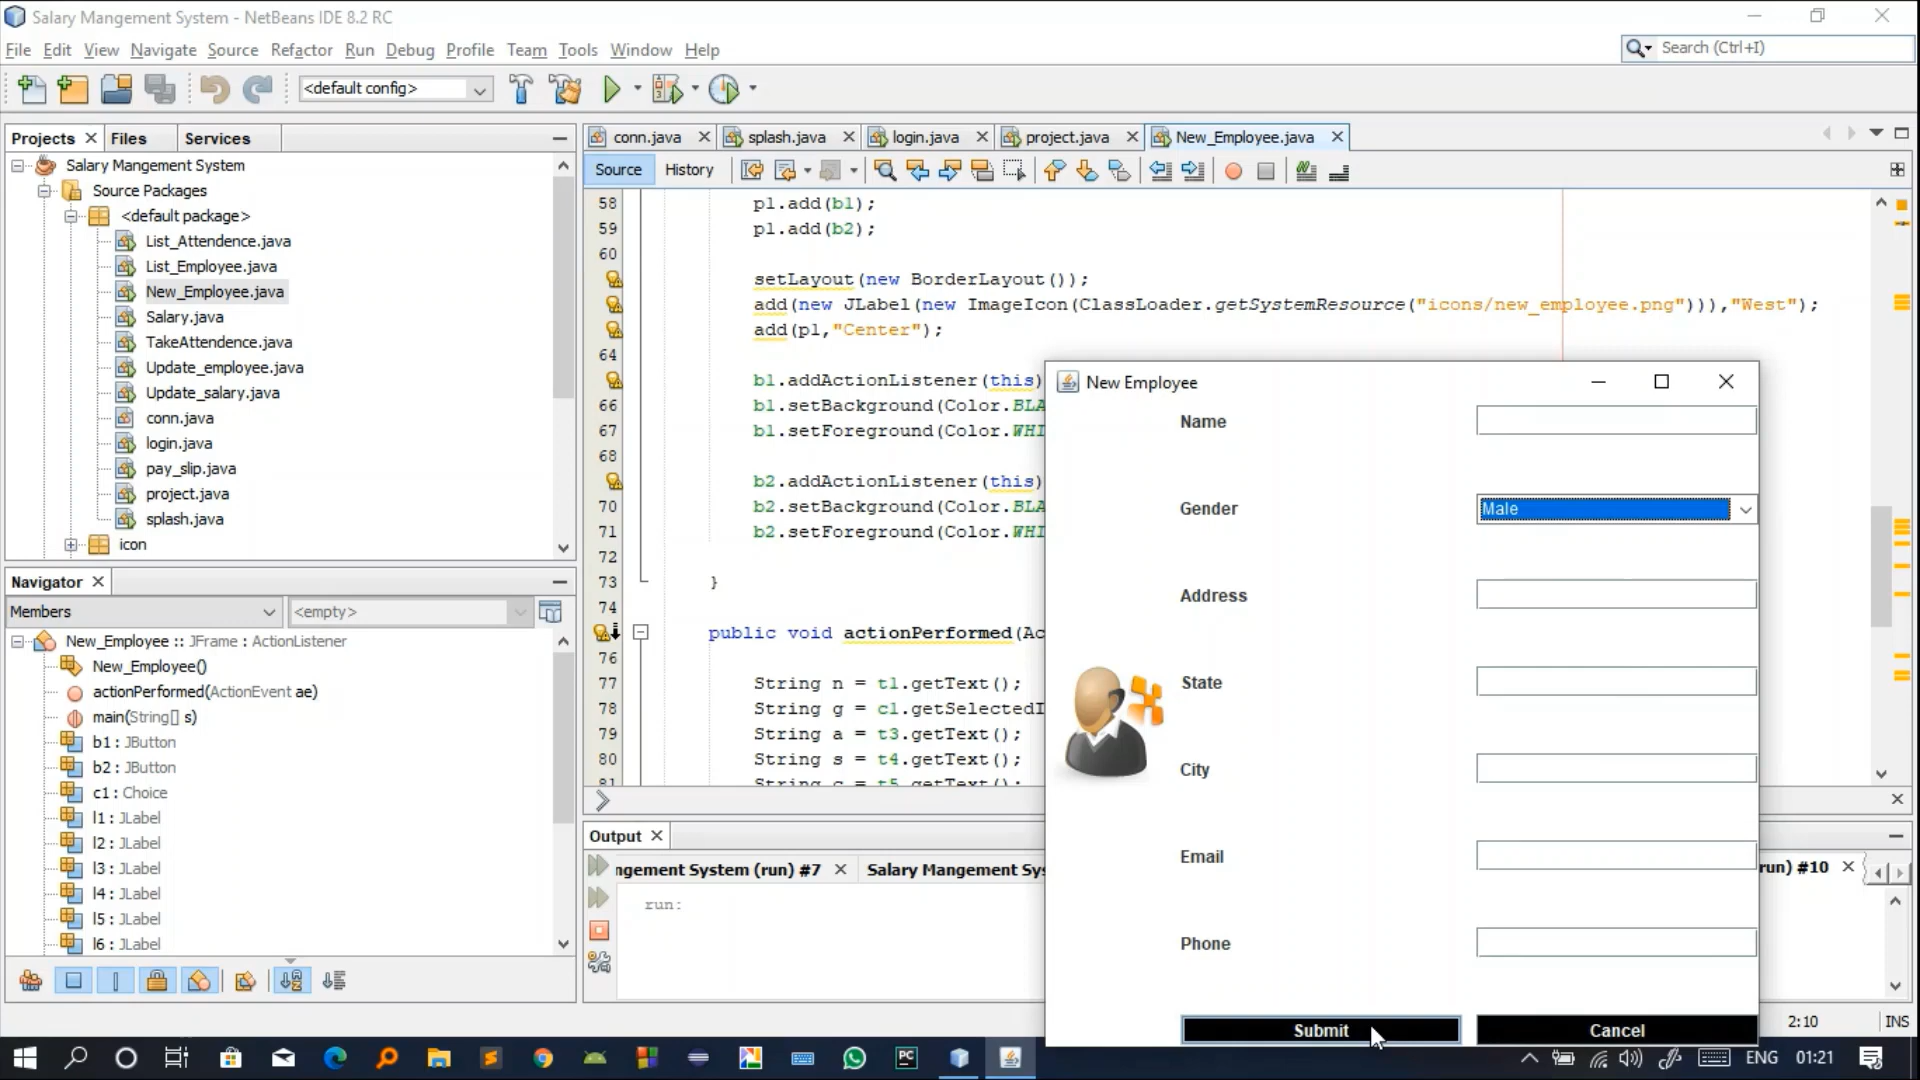 Salary Mangement System - NetBeans IDE 8.2 RC
File Edit View Navigate Source Refactor Run Debug Profile Team Tools Window Help
Search (Ctrl+I)
<default config>
Projects Files Services
Salary Mangement System
Source Packages
<default package>
List_Attendence.java
List_Employee.java
New_Employee.java
Salary.java
TakeAttendence.java
Update_employee.java
Update_salary.java
conn.java
login.java
pay_slip.java
project.java
splash.java
icon
Navigator
Members <empty>
New_Employee :: JFrame : ActionListener
New_Employee()
actionPerformed(ActionEvent ae)
main(String[] s)
b1 : JButton
b2 : JButton
c1 : Choice
l1 : JLabel
l2 : JLabel
l3 : JLabel
l4 : JLabel
l5 : JLabel
l6 : JLabel
conn.java splash.java login.java project.java New_Employee.java
Source History
58 p1.add(b1);
59 p1.add(b2);
60
setLayout(new BorderLayout());
add(new JLabel(new ImageIcon(ClassLoader.getSystemResource("icons/new_employee.png"))),"West");
add(p1,"Center");
64
b1.addActionListener(this)
66 b1.setBackground(Color.BLA
67 b1.setForeground(Color.WHI
68
b2.addActionListener(this)
70 b2.setBackground(Color.BLA
71 b2.setForeground(Color.WHI
72
73 }
74
public void actionPerformed(Ac
76
77 String n = t1.getText();
78 String g = c1.getSelectedI
79 String a = t3.getText();
80 String s = t4.getText();
81 String c = t5.getText();
Output
ngement System (run) #7 Salary Mangement Sys
run) #10
run:
New Employee
Name
Gender Male
Address
State
City
Email
Phone
Submit Cancel
2:10 INS
PC
ENG 01:21